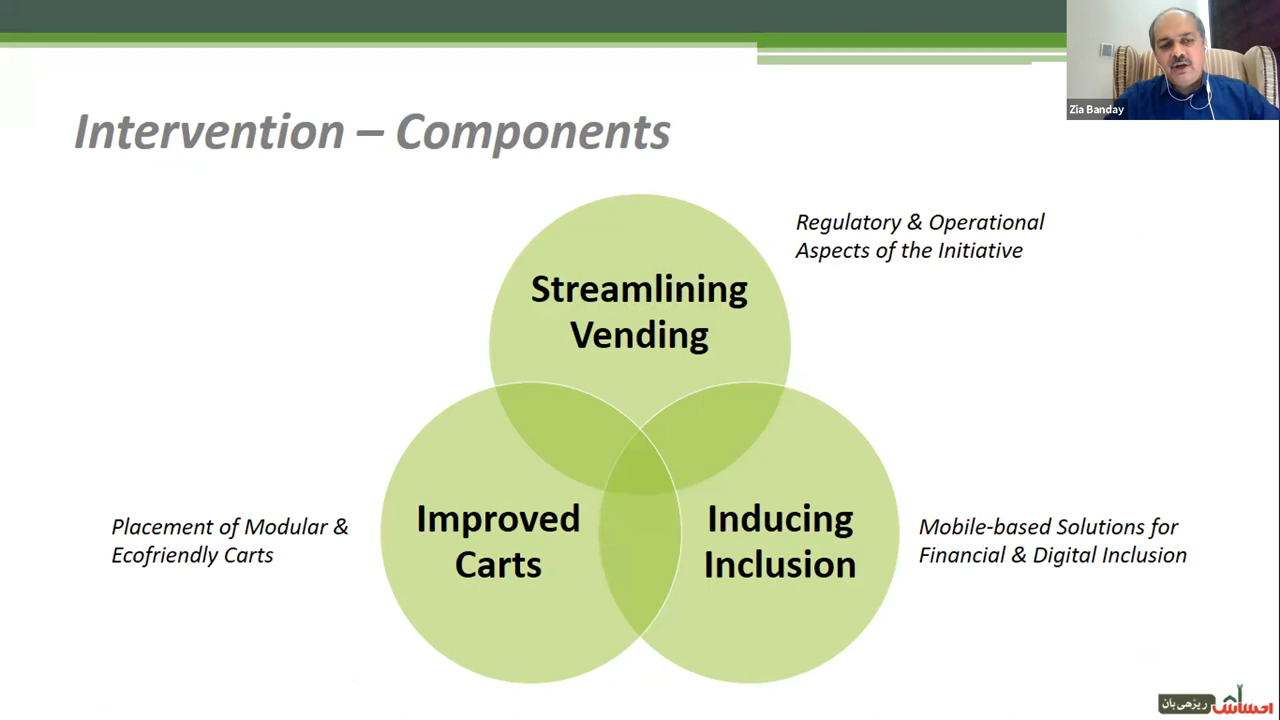 Zia Banday
Intervention – Components
Regulatory & Operational
Aspects of the Initiative
Streamlining
Vending
Placement of Modular &
Ecofriendly Carts
Improved
Carts
Inducing
Inclusion
Mobile-based Solutions for
Financial & Digital Inclusion
احساس ریڑھی بان